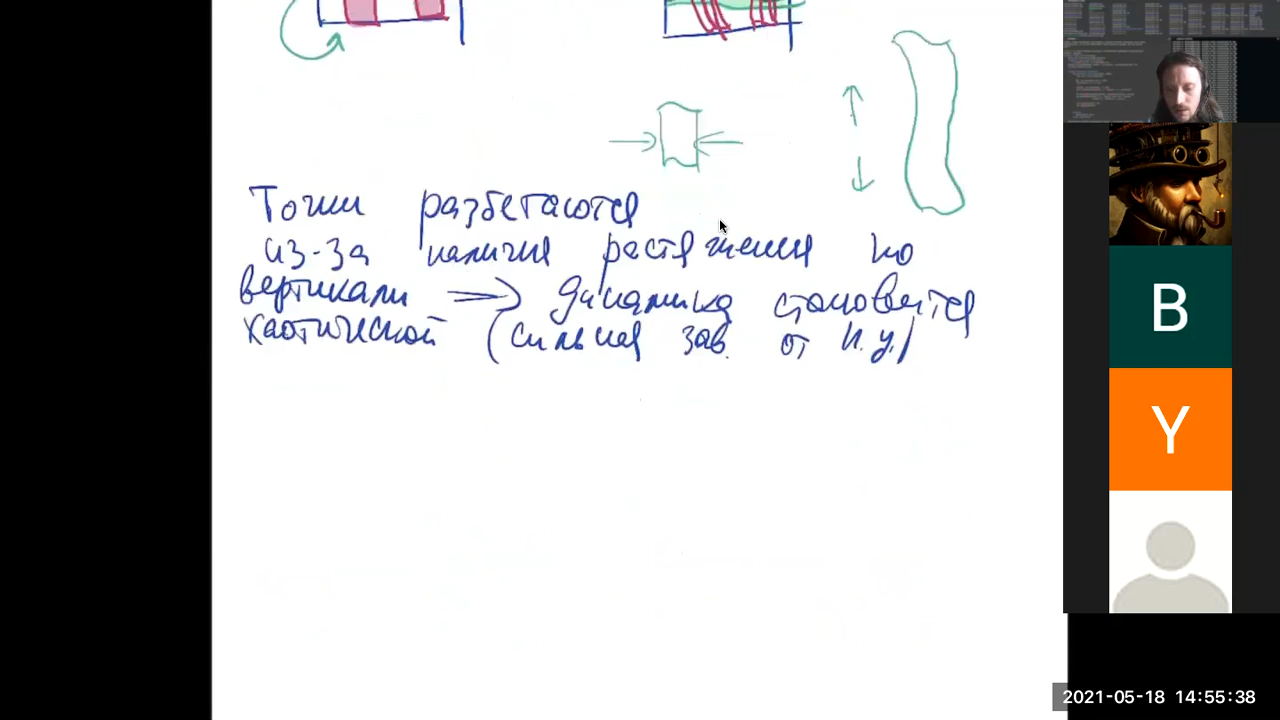 Точки разбегаются
из-за наличия растяжения по
вертикали => динамика становится
хаотической (сильная зав. от н.у.)
B
Y
2021-05-18 14:55:38